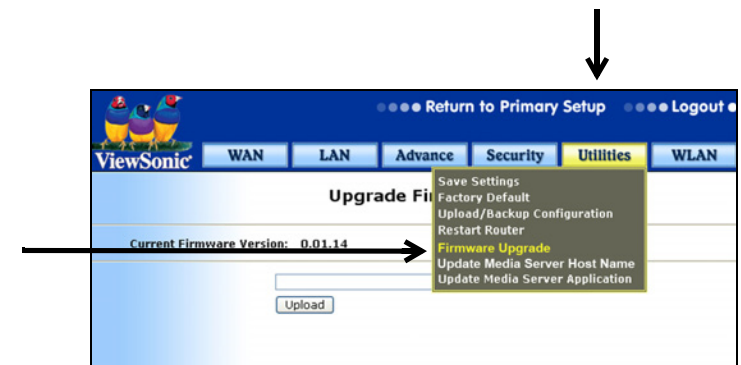 Return to Primary Setup Logout
ViewSonic WAN LAN Advance Security Utilities WLAN
Upgrade Fi
Save Settings
Factory Default
Upload/Backup Configuration
Restart Router
Firmware Upgrade
Update Media Server Host Name
Update Media Server Application
Current Firmware Version: 0.01.14
Upload